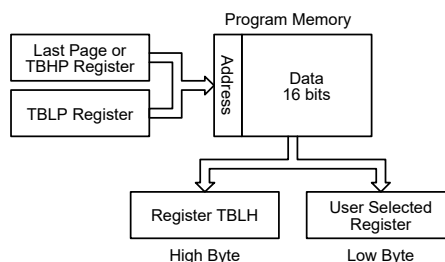 Program Memory
Last Page or
TBHP Register
TBLP Register
Address
Data
16 bits
Register TBLH
User Selected
Register
High Byte
Low Byte